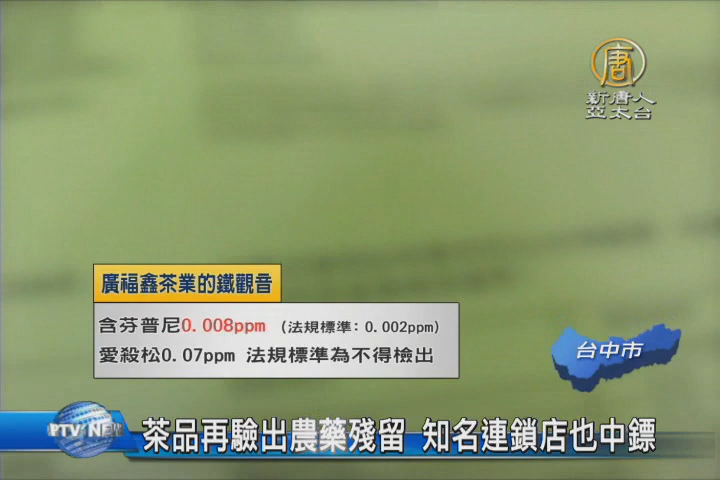 唐
新唐人
亞太台
廣福鑫茶業的鐵觀音
含芬普尼0.008ppm (法規標準: 0.002ppm)
愛殺松0.07ppm 法規標準為不得檢出
台中市
茶品再驗出農藥殘留 知名連鎖店也中鏢